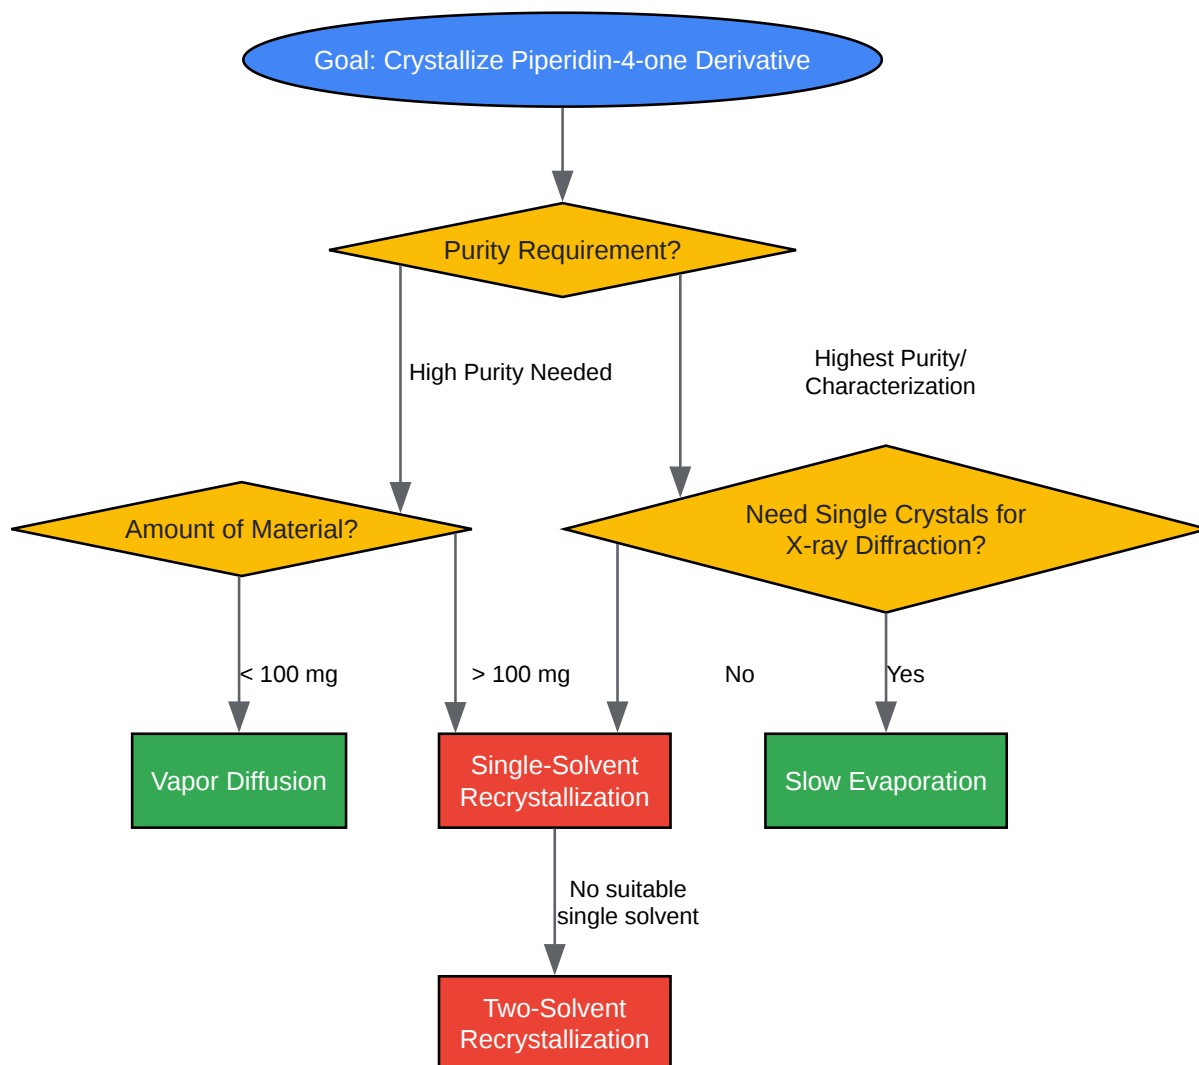 Goal: Crystallize Piperidin-4-one Derivative
Purity Requirement?
High Purity Needed
Highest Purity/
Characterization
Amount of Material?
Need Single Crystals for
X-ray Diffraction?
< 100 mg
> 100 mg
No
Yes
Vapor Diffusion
Single-Solvent
Recrystallization
Slow Evaporation
No suitable
single solvent
Two-Solvent
Recrystallization